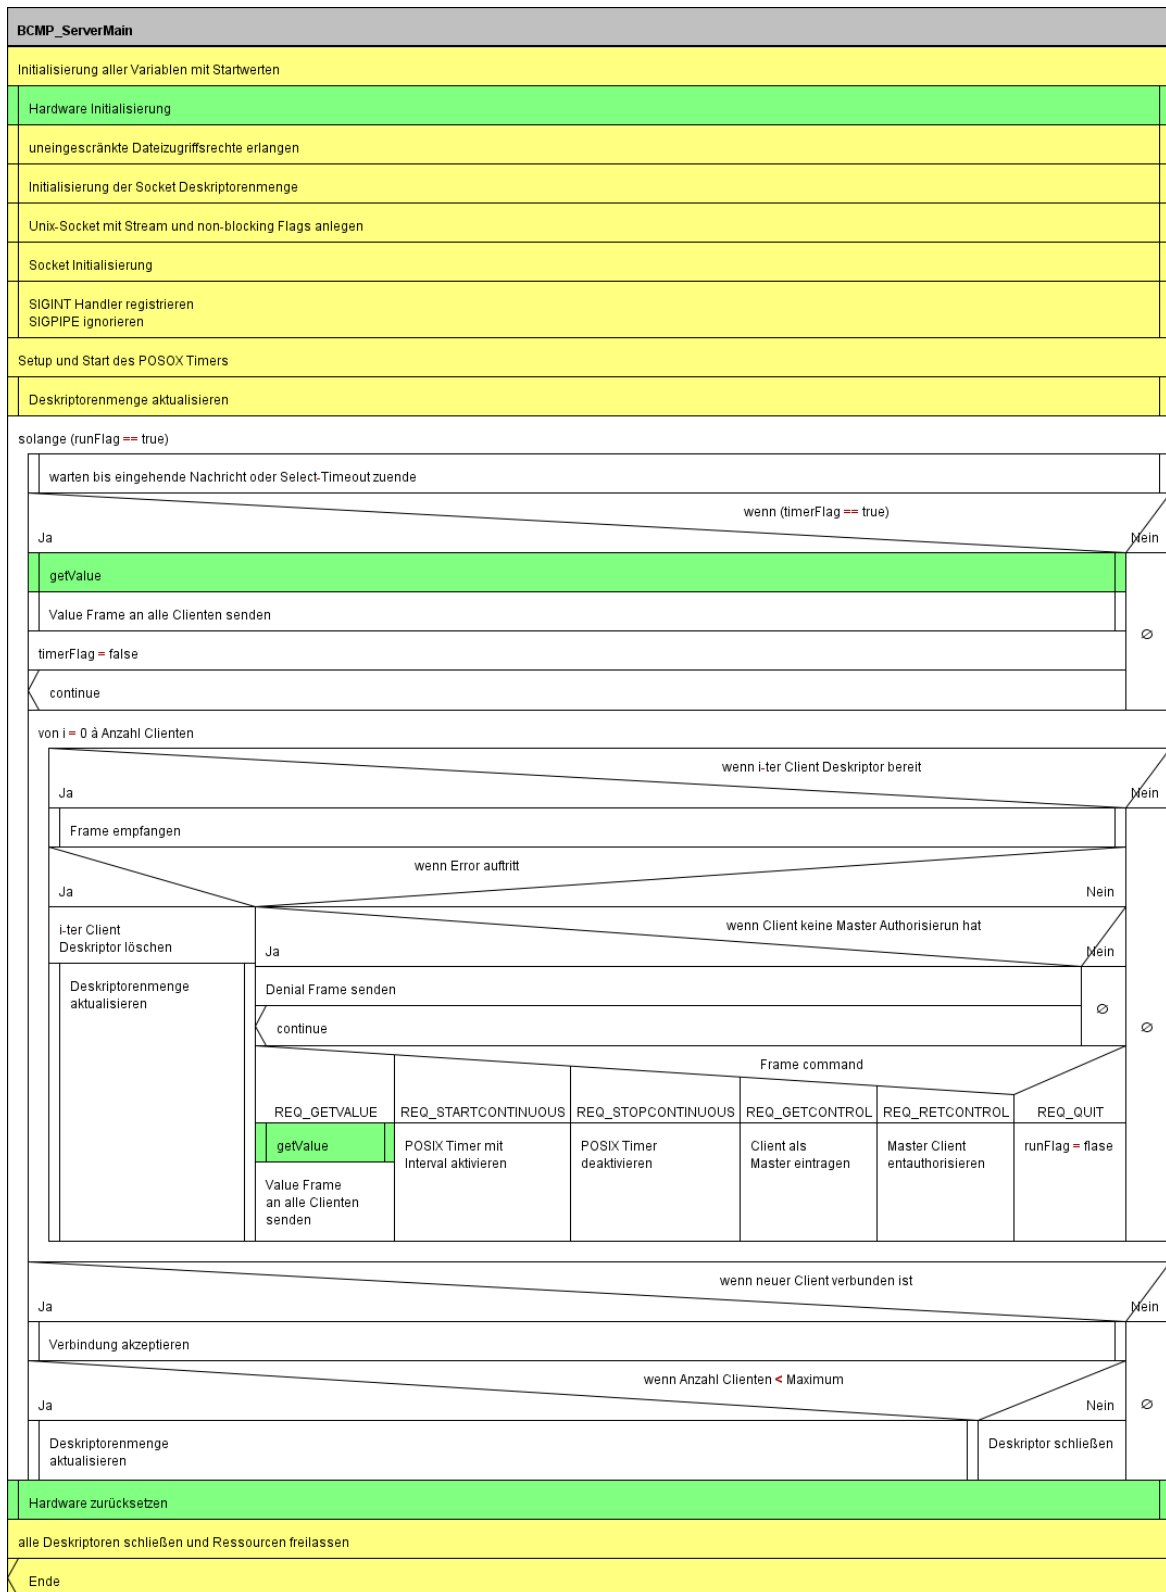 BCMP_ServerMain
Initialisierung aller Variablen mit Startwerten
Hardware Initialisierung
uneingescränkte Dateizugriffsrechte erlangen
Initialisierung der Socket Deskriptorenmenge
Unix-Socket mit Stream und non-blocking Flags anlegen
Socket Initialisierung
SIGINT Handler registrieren
SIGPIPE ignorieren
Setup und Start des POSOX Timers
Deskriptorenmenge aktualisieren
solange (runFlag == true)
warten bis eingehende Nachricht oder Select-Timeout zuende
wenn (timerFlag == true)
Ja
Nein
getValue
Value Frame an alle Clienten senden
∅
timerFlag = false
continue
von i = 0 à Anzahl Clienten
wenn i-ter Client Deskriptor bereit
Ja
Nein
Frame empfangen
wenn Error auftritt
Ja
Nein
i-ter Client
Deskriptor löschen
Deskriptorenmenge
aktualisieren
wenn Client keine Master Authorisierun hat
Ja
Nein
Denial Frame senden
∅
continue
∅
Frame command
REQ_GETVALUE
REQ_STARTCONTINUOUS
REQ_STOPCONTINUOUS
REQ_GETCONTROL
REQ_RETCONTROL
REQ_QUIT
getValue
Value Frame
an alle Clienten
senden
POSIX Timer mit
Interval aktivieren
POSIX Timer
deaktivieren
Client als
Master eintragen
Master Client
entauthorisieren
runFlag = flase
wenn neuer Client verbunden ist
Ja
Nein
Verbindung akzeptieren
wenn Anzahl Clienten < Maximum
Ja
Nein
∅
Deskriptorenmenge
aktualisieren
Deskriptor schließen
Hardware zurücksetzen
alle Deskriptoren schließen und Ressourcen freilassen
Ende